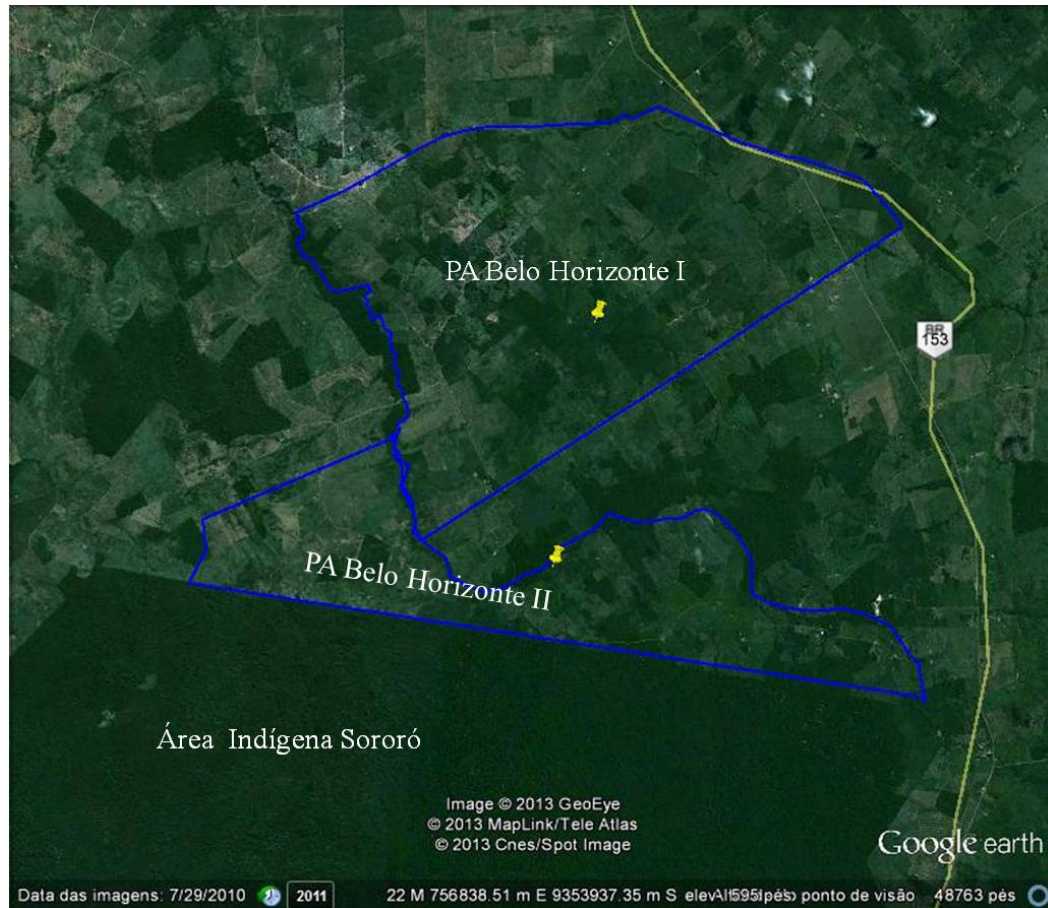 PA Belo Horizonte I
BR
153
PA Belo Horizonte II
Área Indígena Sororó
Image © 2013 GeoEye
© 2013 MapLink/Tele Atlas
© 2013 Cnes/Spot Image
Google earth
Data das imagens: 7/29/2010 2011 22 M 756838.51 m E 9353937.35 m S elev ponto de visão 48763 pés